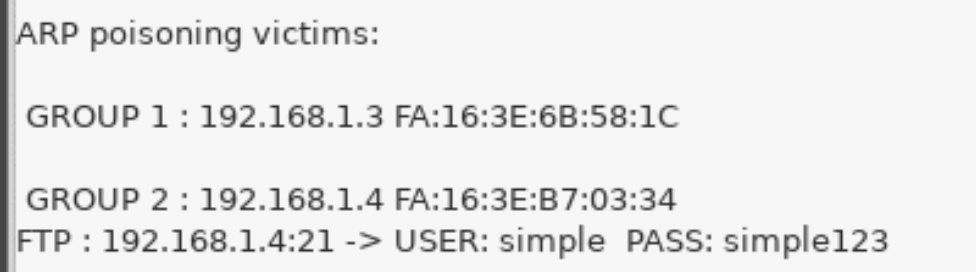 ARP poisoning victims:
GROUP 1 : 192.168.1.3 FA:16:3E:6B:58:1C
GROUP 2 : 192.168.1.4 FA:16:3E:B7:03:34
FTP : 192.168.1.4:21 -> USER: simple  PASS: simple123